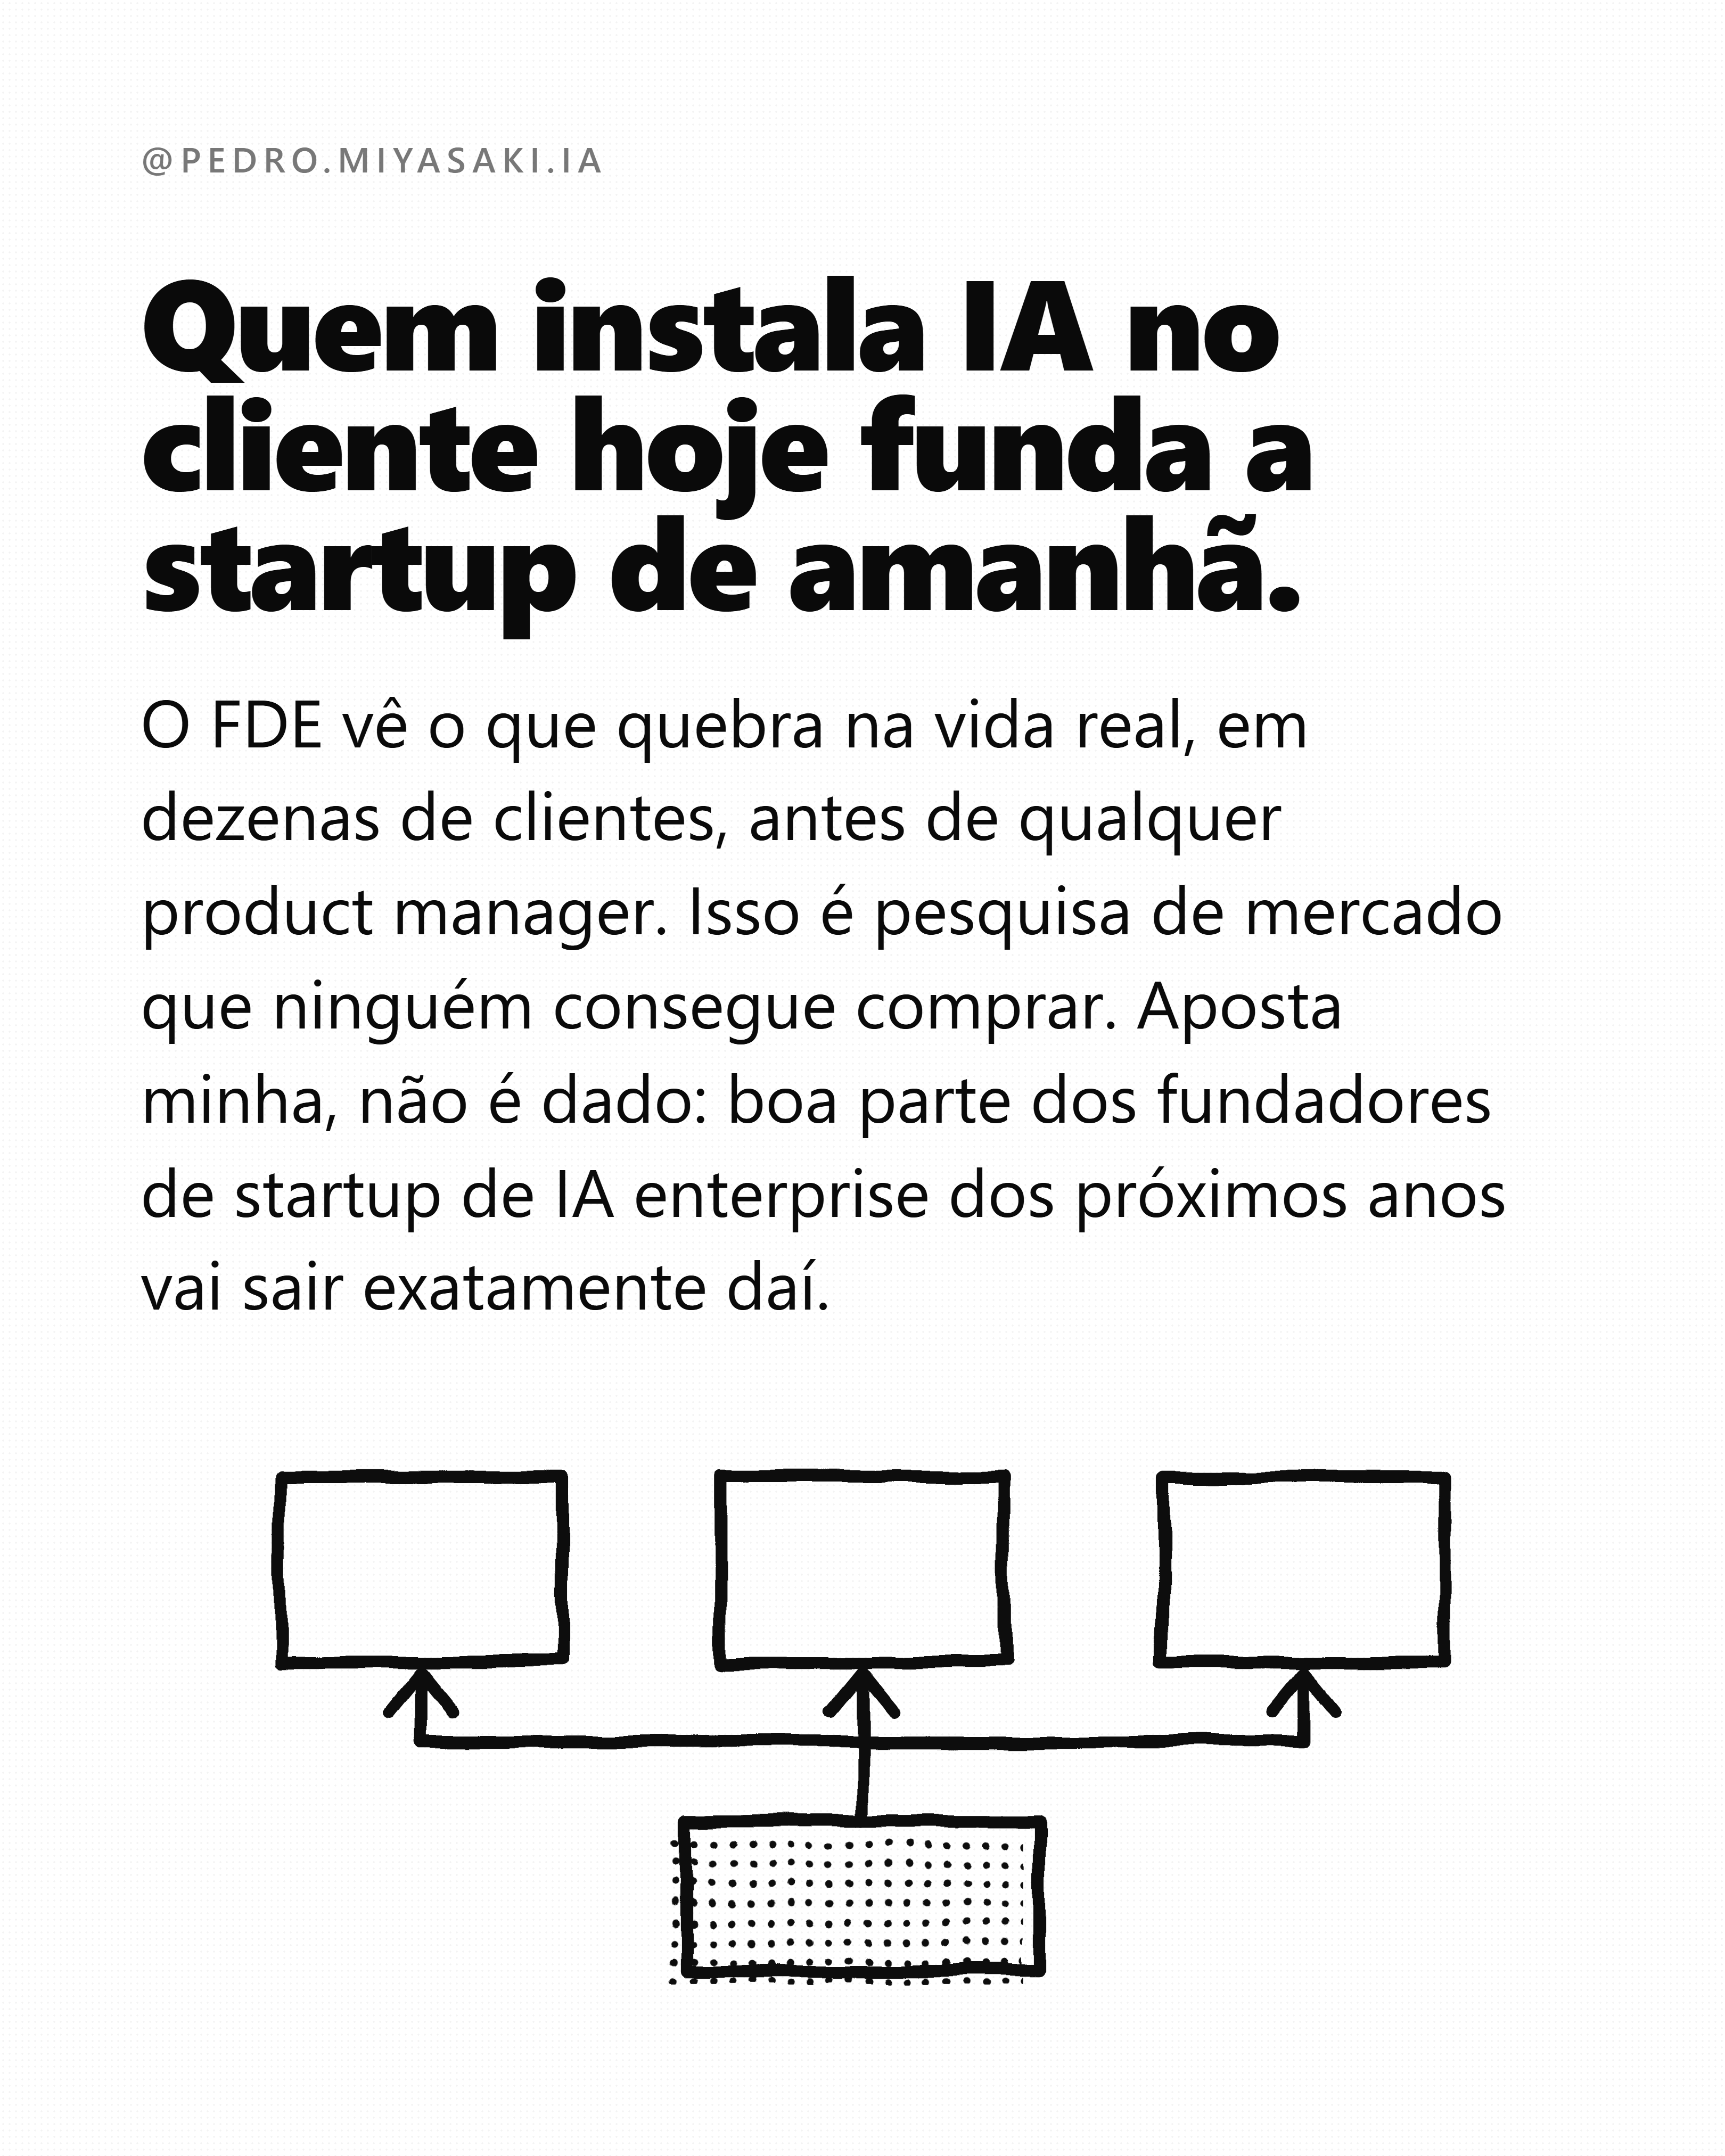 @PEDRO.MIYASAKI.IA
Quem instala IA no
cliente hoje funda a
startup de amanhã.
O FDE vê o que quebra na vida real, em
dezenas de clientes, antes de qualquer
product manager. Isso é pesquisa de mercado
que ninguém consegue comprar. Aposta
minha, não é dado: boa parte dos fundadores
de startup de IA enterprise dos próximos anos
vai sair exatamente daí.